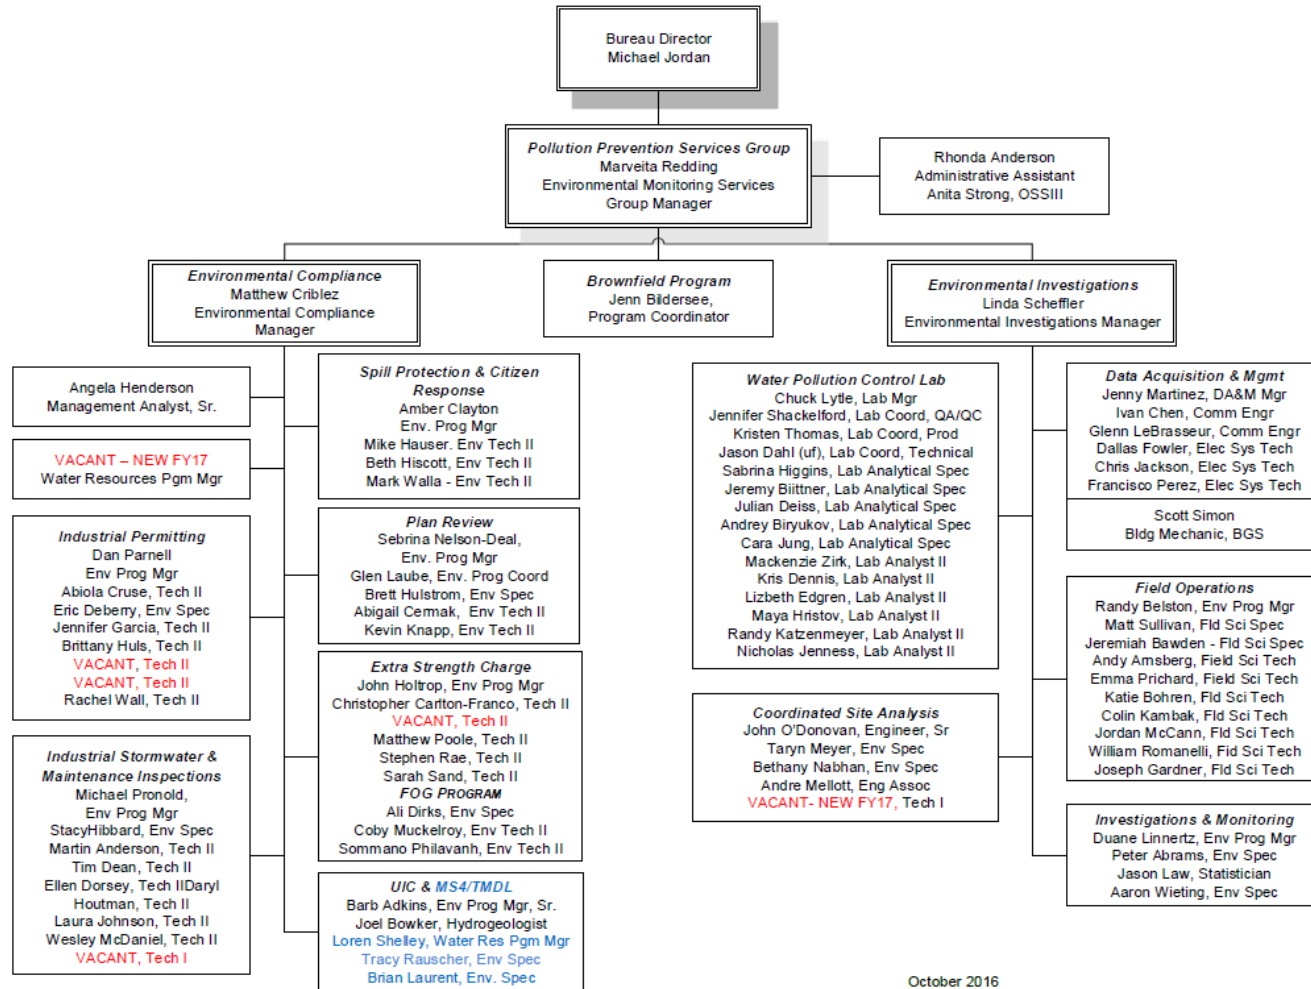 Bureau Director
Michael Jordan
Pollution Prevention Services Group
Marveita Redding
Environmental Monitoring Services
Group Manager
Rhonda Anderson
Administrative Assistant
Anita Strong, OSSIII
Environmental Compliance
Matthew Criblez
Environmental Compliance
Manager
Brownfield Program
Jenn Bildersee,
Program Coordinator
Environmental Investigations
Linda Scheffler
Environmental Investigations Manager
Angela Henderson
Management Analyst, Sr.
VACANT – NEW FY17
Water Resources Pgm Mgr
Industrial Permitting
Dan Parnell
Env Prog Mgr
Abiola Cruse, Tech II
Eric Deberry, Env Spec
Jennifer Garcia, Tech II
Brittany Huls, Tech II
VACANT, Tech II
VACANT, Tech II
Rachel Wall, Tech II
Industrial Stormwater &
Maintenance Inspections
Michael Pronold,
Env Prog Mgr
StacyHibbard, Env Spec
Martin Anderson, Tech II
Tim Dean, Tech II
Ellen Dorsey, Tech IIDaryl
Houtman, Tech II
Laura Johnson, Tech II
Wesley McDaniel, Tech II
VACANT, Tech I
Spill Protection & Citizen
Response
Amber Clayton
Env. Prog Mgr
Mike Hauser. Env Tech II
Beth Hiscott, Env Tech II
Mark Walla - Env Tech II
Plan Review
Sebrina Nelson-Deal,
Env. Prog Mgr
Glen Laube, Env. Prog Coord
Brett Hulstrom, Env Spec
Abigail Cermak, Env Tech II
Kevin Knapp, Env Tech II
Extra Strength Charge
John Holtrop, Env Prog Mgr
Christopher Carlton-Franco, Tech II
VACANT, Tech II
Matthew Poole, Tech II
Stephen Rae, Tech II
Sarah Sand, Tech II
FOG PROGRAM
Ali Dirks, Env Spec
Coby Muckelroy, Env Tech II
Sommano Philavanh, Env Tech II
UIC & MS4/TMDL
Barb Adkins, Env Prog Mgr, Sr.
Joel Bowker, Hydrogeologist
Loren Shelley, Water Res Pgm Mgr
Tracy Rauscher, Env Spec
Brian Laurent, Env. Spec
Water Pollution Control Lab
Chuck Lytle, Lab Mgr
Jennifer Shackelford, Lab Coord, QA/QC
Kristen Thomas, Lab Coord, Prod
Jason Dahl (uf), Lab Coord, Technical
Sabrina Higgins, Lab Analytical Spec
Jeremy Biittner, Lab Analytical Spec
Julian Deiss, Lab Analytical Spec
Andrey Biryukov, Lab Analytical Spec
Cara Jung, Lab Analytical Spec
Mackenzie Zirk, Lab Analyst II
Kris Dennis, Lab Analyst II
Lizbeth Edgren, Lab Analyst II
Maya Hristov, Lab Analyst II
Randy Katzenmeyer, Lab Analyst II
Nicholas Jenness, Lab Analyst II
Coordinated Site Analysis
John O'Donovan, Engineer, Sr
Taryn Meyer, Env Spec
Bethany Nabhan, Env Spec
Andre Mellott, Eng Assoc
VACANT- NEW FY17, Tech I
Data Acquisition & Mgmt
Jenny Martinez, DA&M Mgr
Ivan Chen, Comm Engr
Glenn LeBrasseur, Comm Engr
Dallas Fowler, Elec Sys Tech
Chris Jackson, Elec Sys Tech
Francisco Perez, Elec Sys Tech
Scott Simon
Bldg Mechanic, BGS
Field Operations
Randy Belston, Env Prog Mgr
Matt Sullivan, Fld Sci Spec
Jeremiah Bawden - Fld Sci Spec
Andy Arnsberg, Field Sci Tech
Emma Prichard, Field Sci Tech
Katie Bohren, Fld Sci Tech
Colin Kambak, Fld Sci Tech
Jordan McCann, Fld Sci Tech
William Romanelli, Fld Sci Tech
Joseph Gardner, Fld Sci Tech
Investigations & Monitoring
Duane Linnertz, Env Prog Mgr
Peter Abrams, Env Spec
Jason Law, Statistician
Aaron Wieting, Env Spec
October 2016